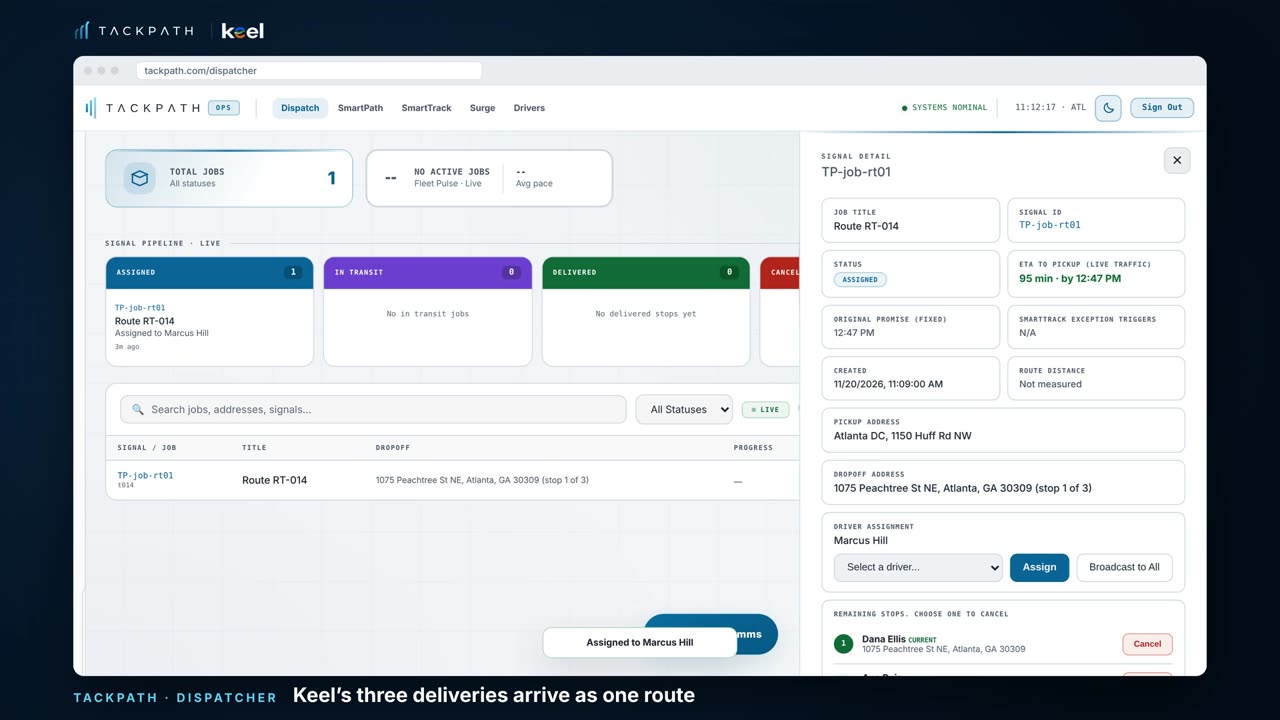 TACKPATH | keel
tackpath.com/dispatcher
TACKPATH OPS
Dispatch SmartPath SmartTrack Surge Drivers
SYSTEMS NOMINAL
11:12:17 · ATL
Sign Out
TOTAL JOBS
All statuses
1
--
NO ACTIVE JOBS
Fleet Pulse · Live
--
Avg pace
SIGNAL PIPELINE · LIVE
ASSIGNED 1
TP-job-rt01
Route RT-014
Assigned to Marcus Hill
3m ago
IN TRANSIT 0
No in transit jobs
DELIVERED 0
No delivered stops yet
CANCEL
Search jobs, addresses, signals...
All Statuses
LIVE
SIGNAL / JOB TITLE DROPOFF PROGRESS
TP-job-rt01
t014
Route RT-014
1075 Peachtree St NE, Atlanta, GA 30309 (stop 1 of 3)
—
mms
Assigned to Marcus Hill
SIGNAL DETAIL
TP-job-rt01
✕
JOB TITLE
Route RT-014
SIGNAL ID
TP-job-rt01
STATUS
ASSIGNED
ETA TO PICKUP (LIVE TRAFFIC)
95 min · by 12:47 PM
ORIGINAL PROMISE (FIXED)
12:47 PM
SMARTTRACK EXCEPTION TRIGGERS
N/A
CREATED
11/20/2026, 11:09:00 AM
ROUTE DISTANCE
Not measured
PICKUP ADDRESS
Atlanta DC, 1150 Huff Rd NW
DROPOFF ADDRESS
1075 Peachtree St NE, Atlanta, GA 30309 (stop 1 of 3)
DRIVER ASSIGNMENT
Marcus Hill
Select a driver...
Assign
Broadcast to All
REMAINING STOPS. CHOOSE ONE TO CANCEL
1
Dana Ellis CURRENT
1075 Peachtree St NE, Atlanta, GA 30309
Cancel
TACKPATH · DISPATCHER Keel’s three deliveries arrive as one route